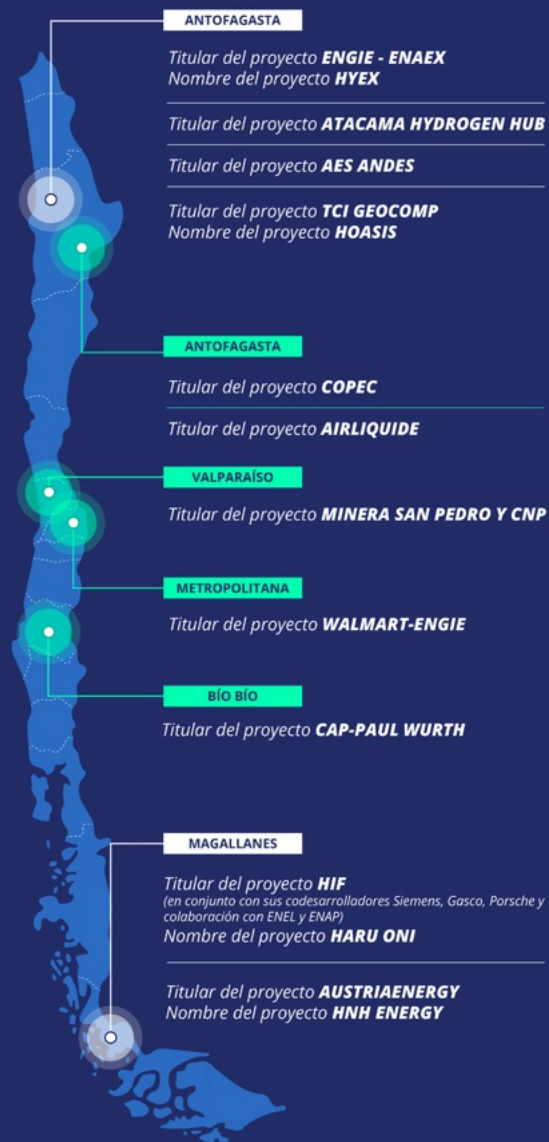 ANTOFAGASTA
Titular del proyecto ENGIE - ENAEX
Nombre del proyecto HYEX
Titular del proyecto ATACAMA HYDROGEN HUB
Titular del proyecto AES ANDES
Titular del proyecto TCI GEOCOMP
Nombre del proyecto HOASIS
ANTOFAGASTA
Titular del proyecto COPEC
Titular del proyecto AIRLIQUIDE
VALPARAÍSO
Titular del proyecto MINERA SAN PEDRO Y CNP
METROPOLITANA
Titular del proyecto WALMART-ENGIE
BÍO BÍO
Titular del proyecto CAP-PAUL WURTH
MAGALLANES
Titular del proyecto HIF
(en conjunto con sus codesarrolladores Siemens, Gasco, Porsche y
colaboración con ENEL y ENAP)
Nombre del proyecto HARU ONI
Titular del proyecto AUSTRIAENERGY
Nombre del proyecto HNH ENERGY